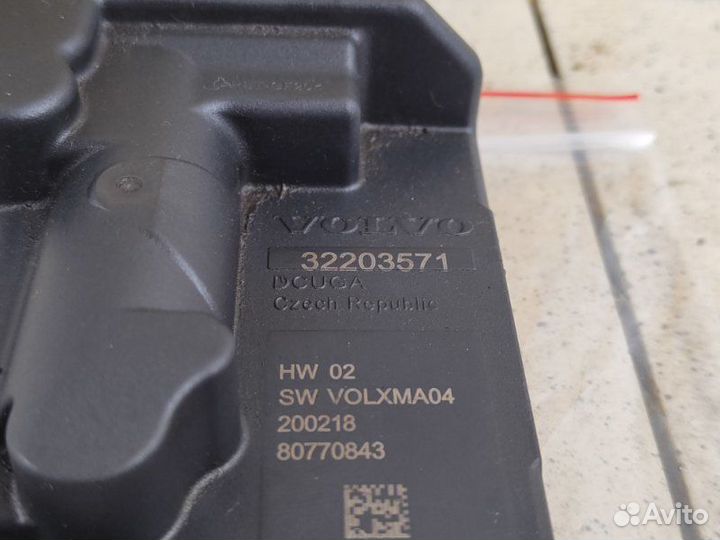 VOLVO
32203571
DCUGA
Czech Republic
HW 02
SW VOLXMA04
200218
80770843
Avito